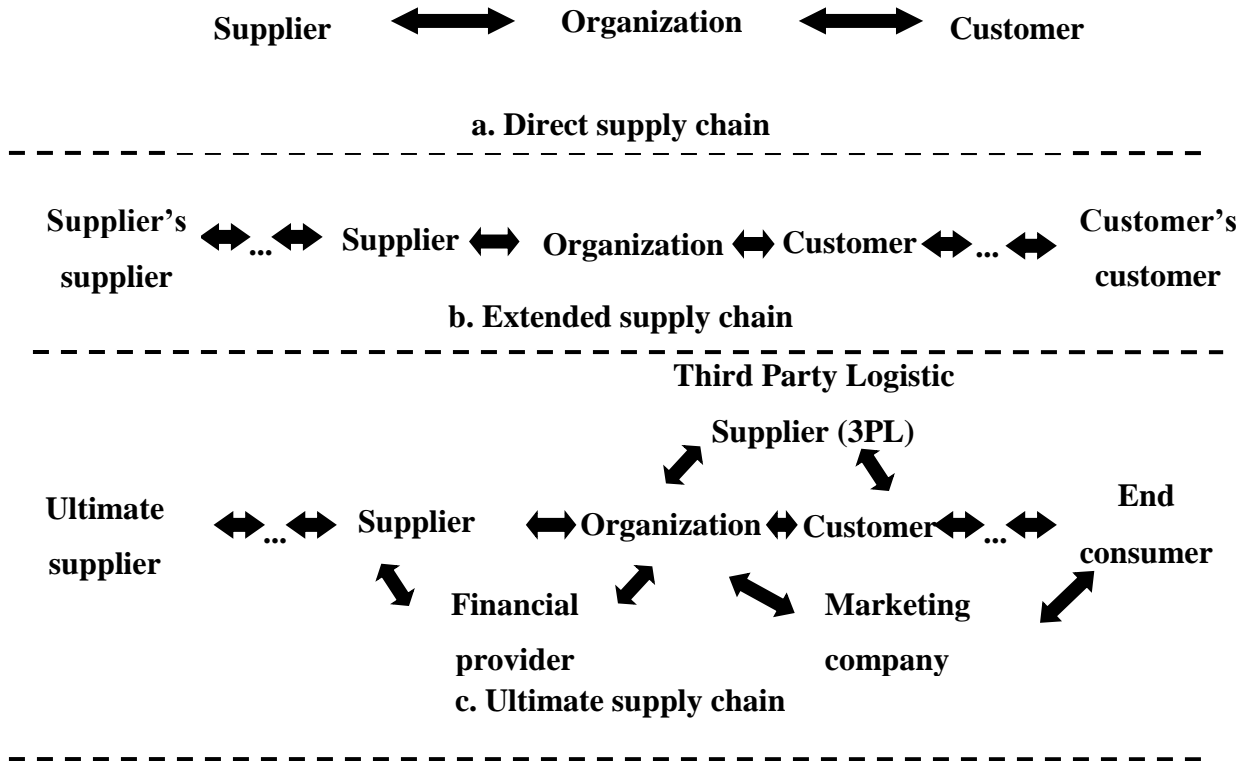 Supplier Organization Customer
a. Direct supply chain
Supplier’s
supplier
... Supplier Organization Customer ...
Customer’s
customer
b. Extended supply chain
Third Party Logistic
Supplier (3PL)
Ultimate
supplier
... Supplier Organization Customer ...
End
consumer
Financial
provider
Marketing
company
c. Ultimate supply chain